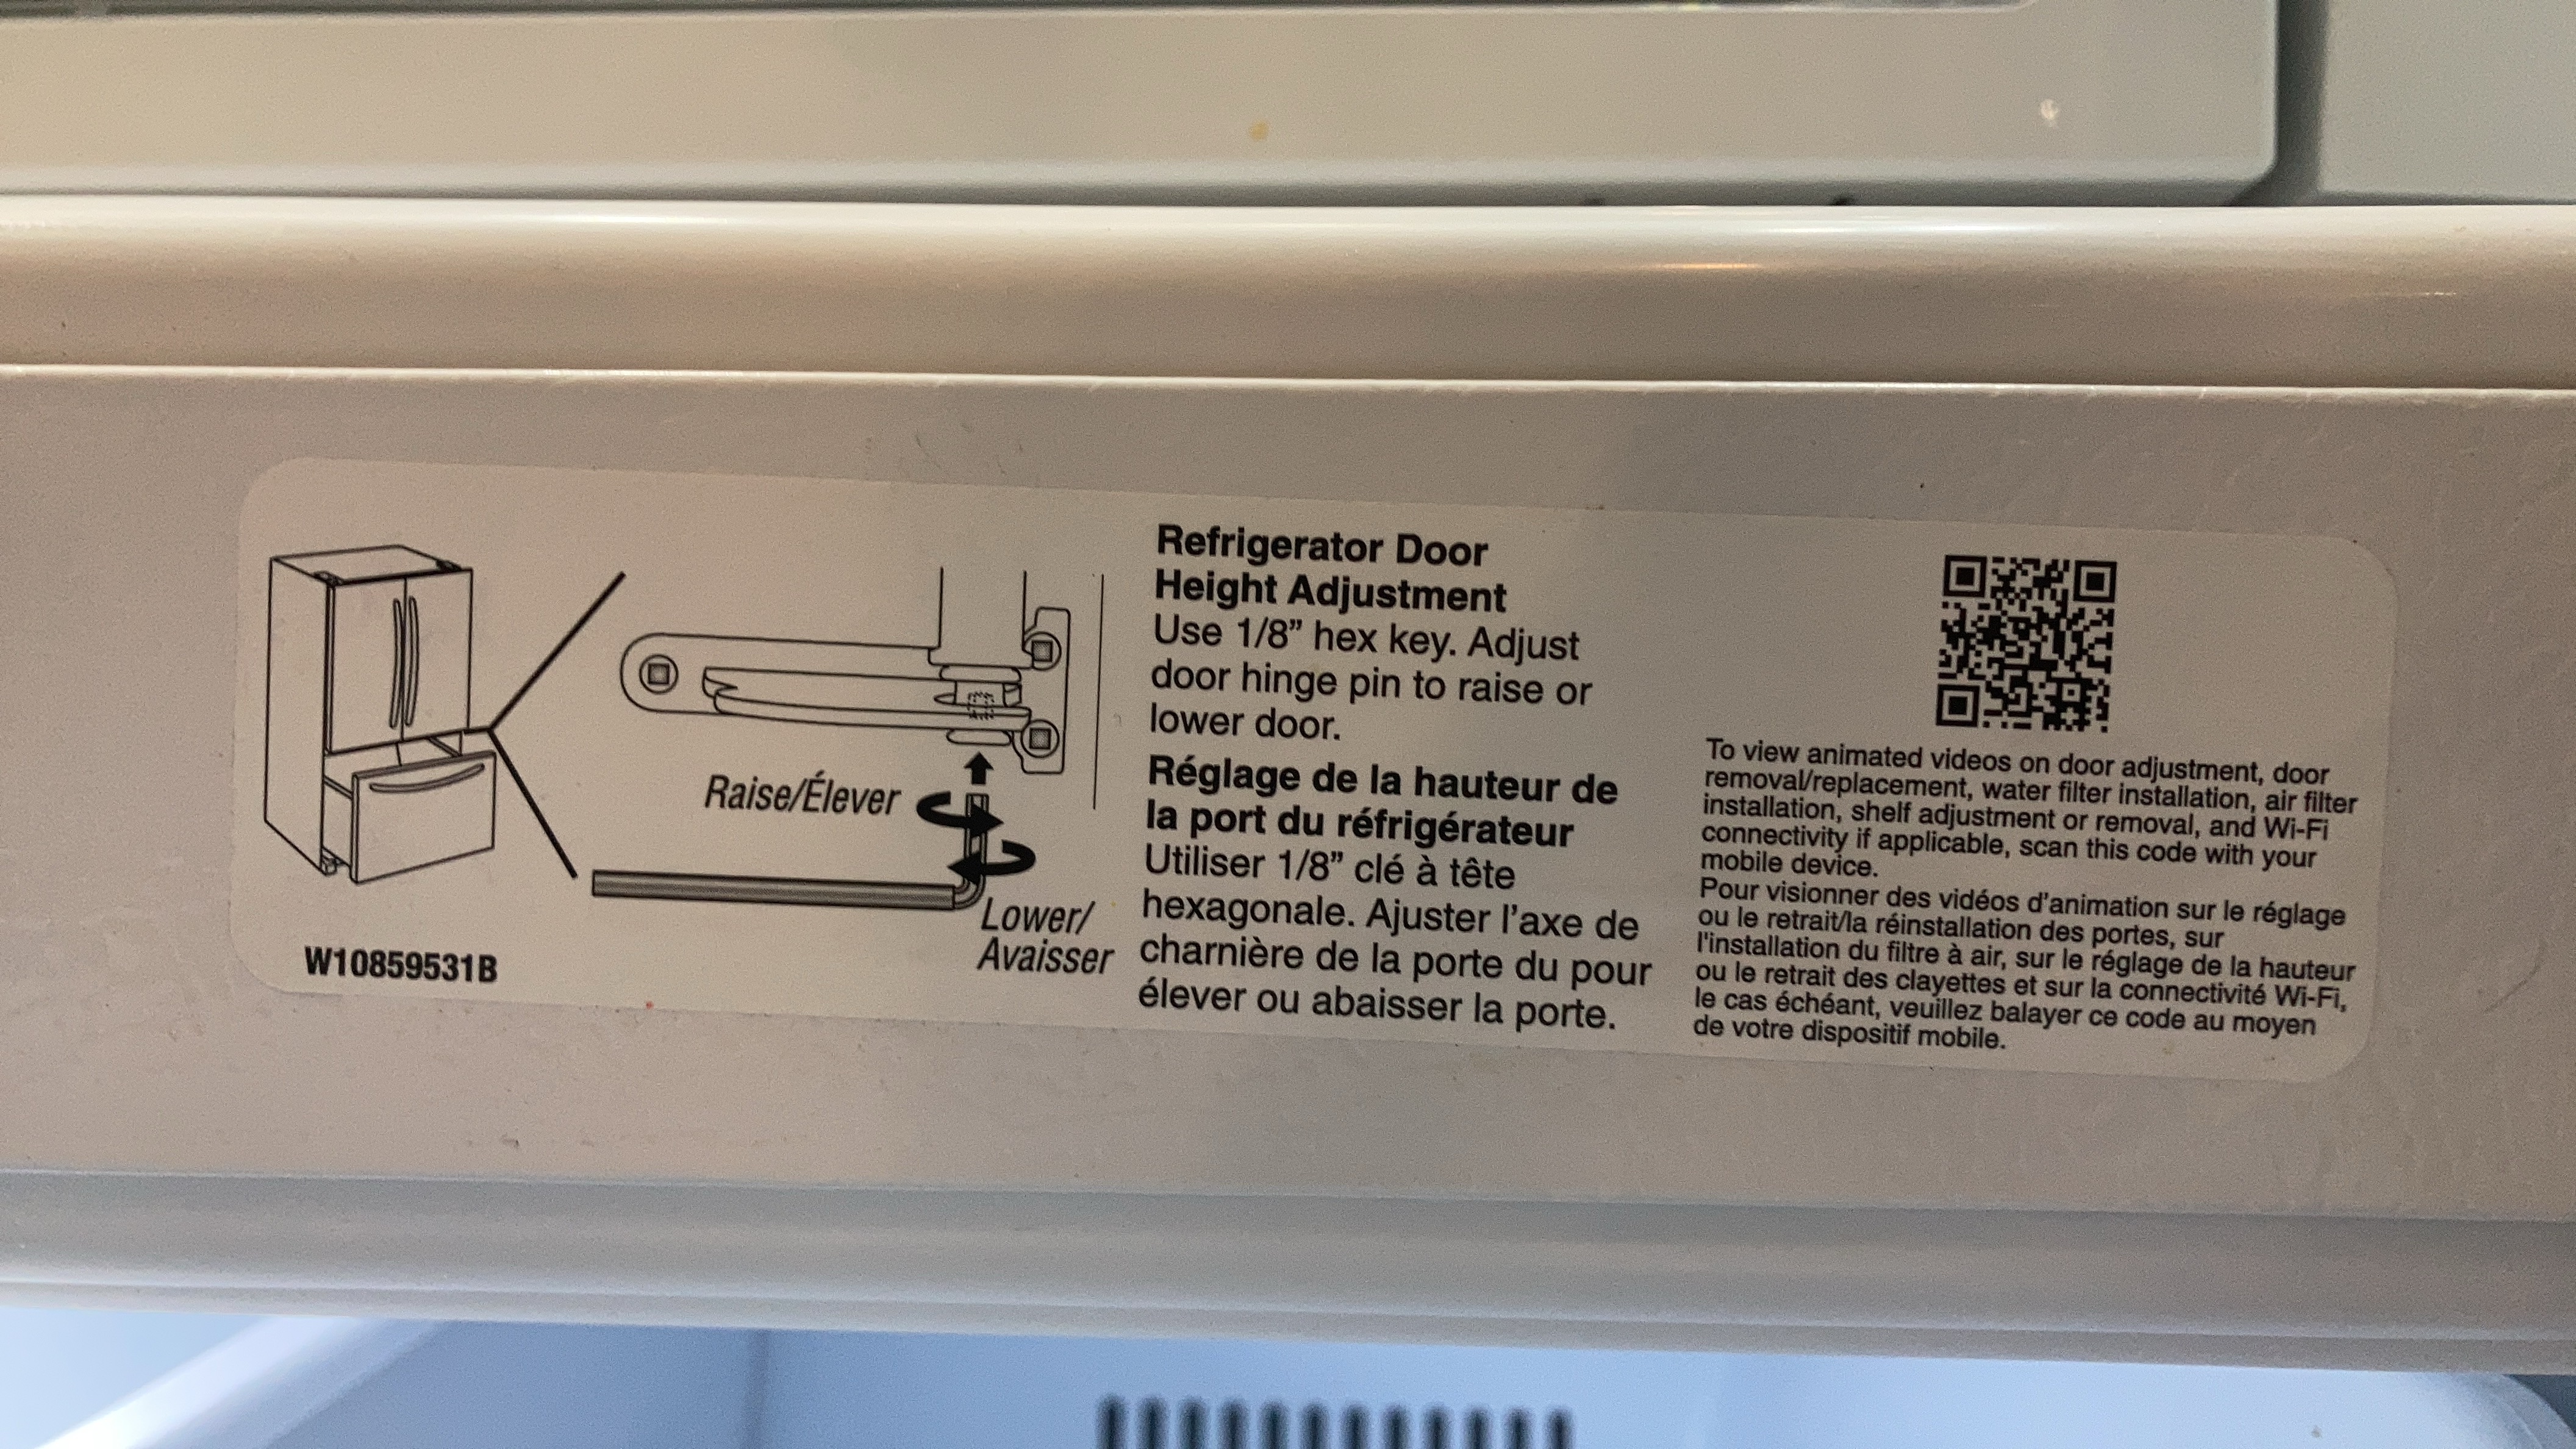 Refrigerator Door
Height Adjustment
Use 1/8” hex key. Adjust
door hinge pin to raise or
lower door.
Réglage de la hauteur de
la port du réfrigérateur
Utiliser 1/8” clé à tête
hexagonale. Ajuster l’axe de
charnière de la porte du pour
élever ou abaisser la porte.
Raise/Élever
Lower/
Avaisser
W10859531B
To view animated videos on door adjustment, door
removal/replacement, water filter installation, air filter
installation, shelf adjustment or removal, and Wi-Fi
connectivity if applicable, scan this code with your
mobile device.
Pour visionner des vidéos d’animation sur le réglage
ou le retrait/la réinstallation des portes, sur
l'installation du filtre à air, sur le réglage de la hauteur
ou le retrait des clayettes et sur la connectivité Wi-Fi,
le cas échéant, veuillez balayer ce code au moyen
de votre dispositif mobile.